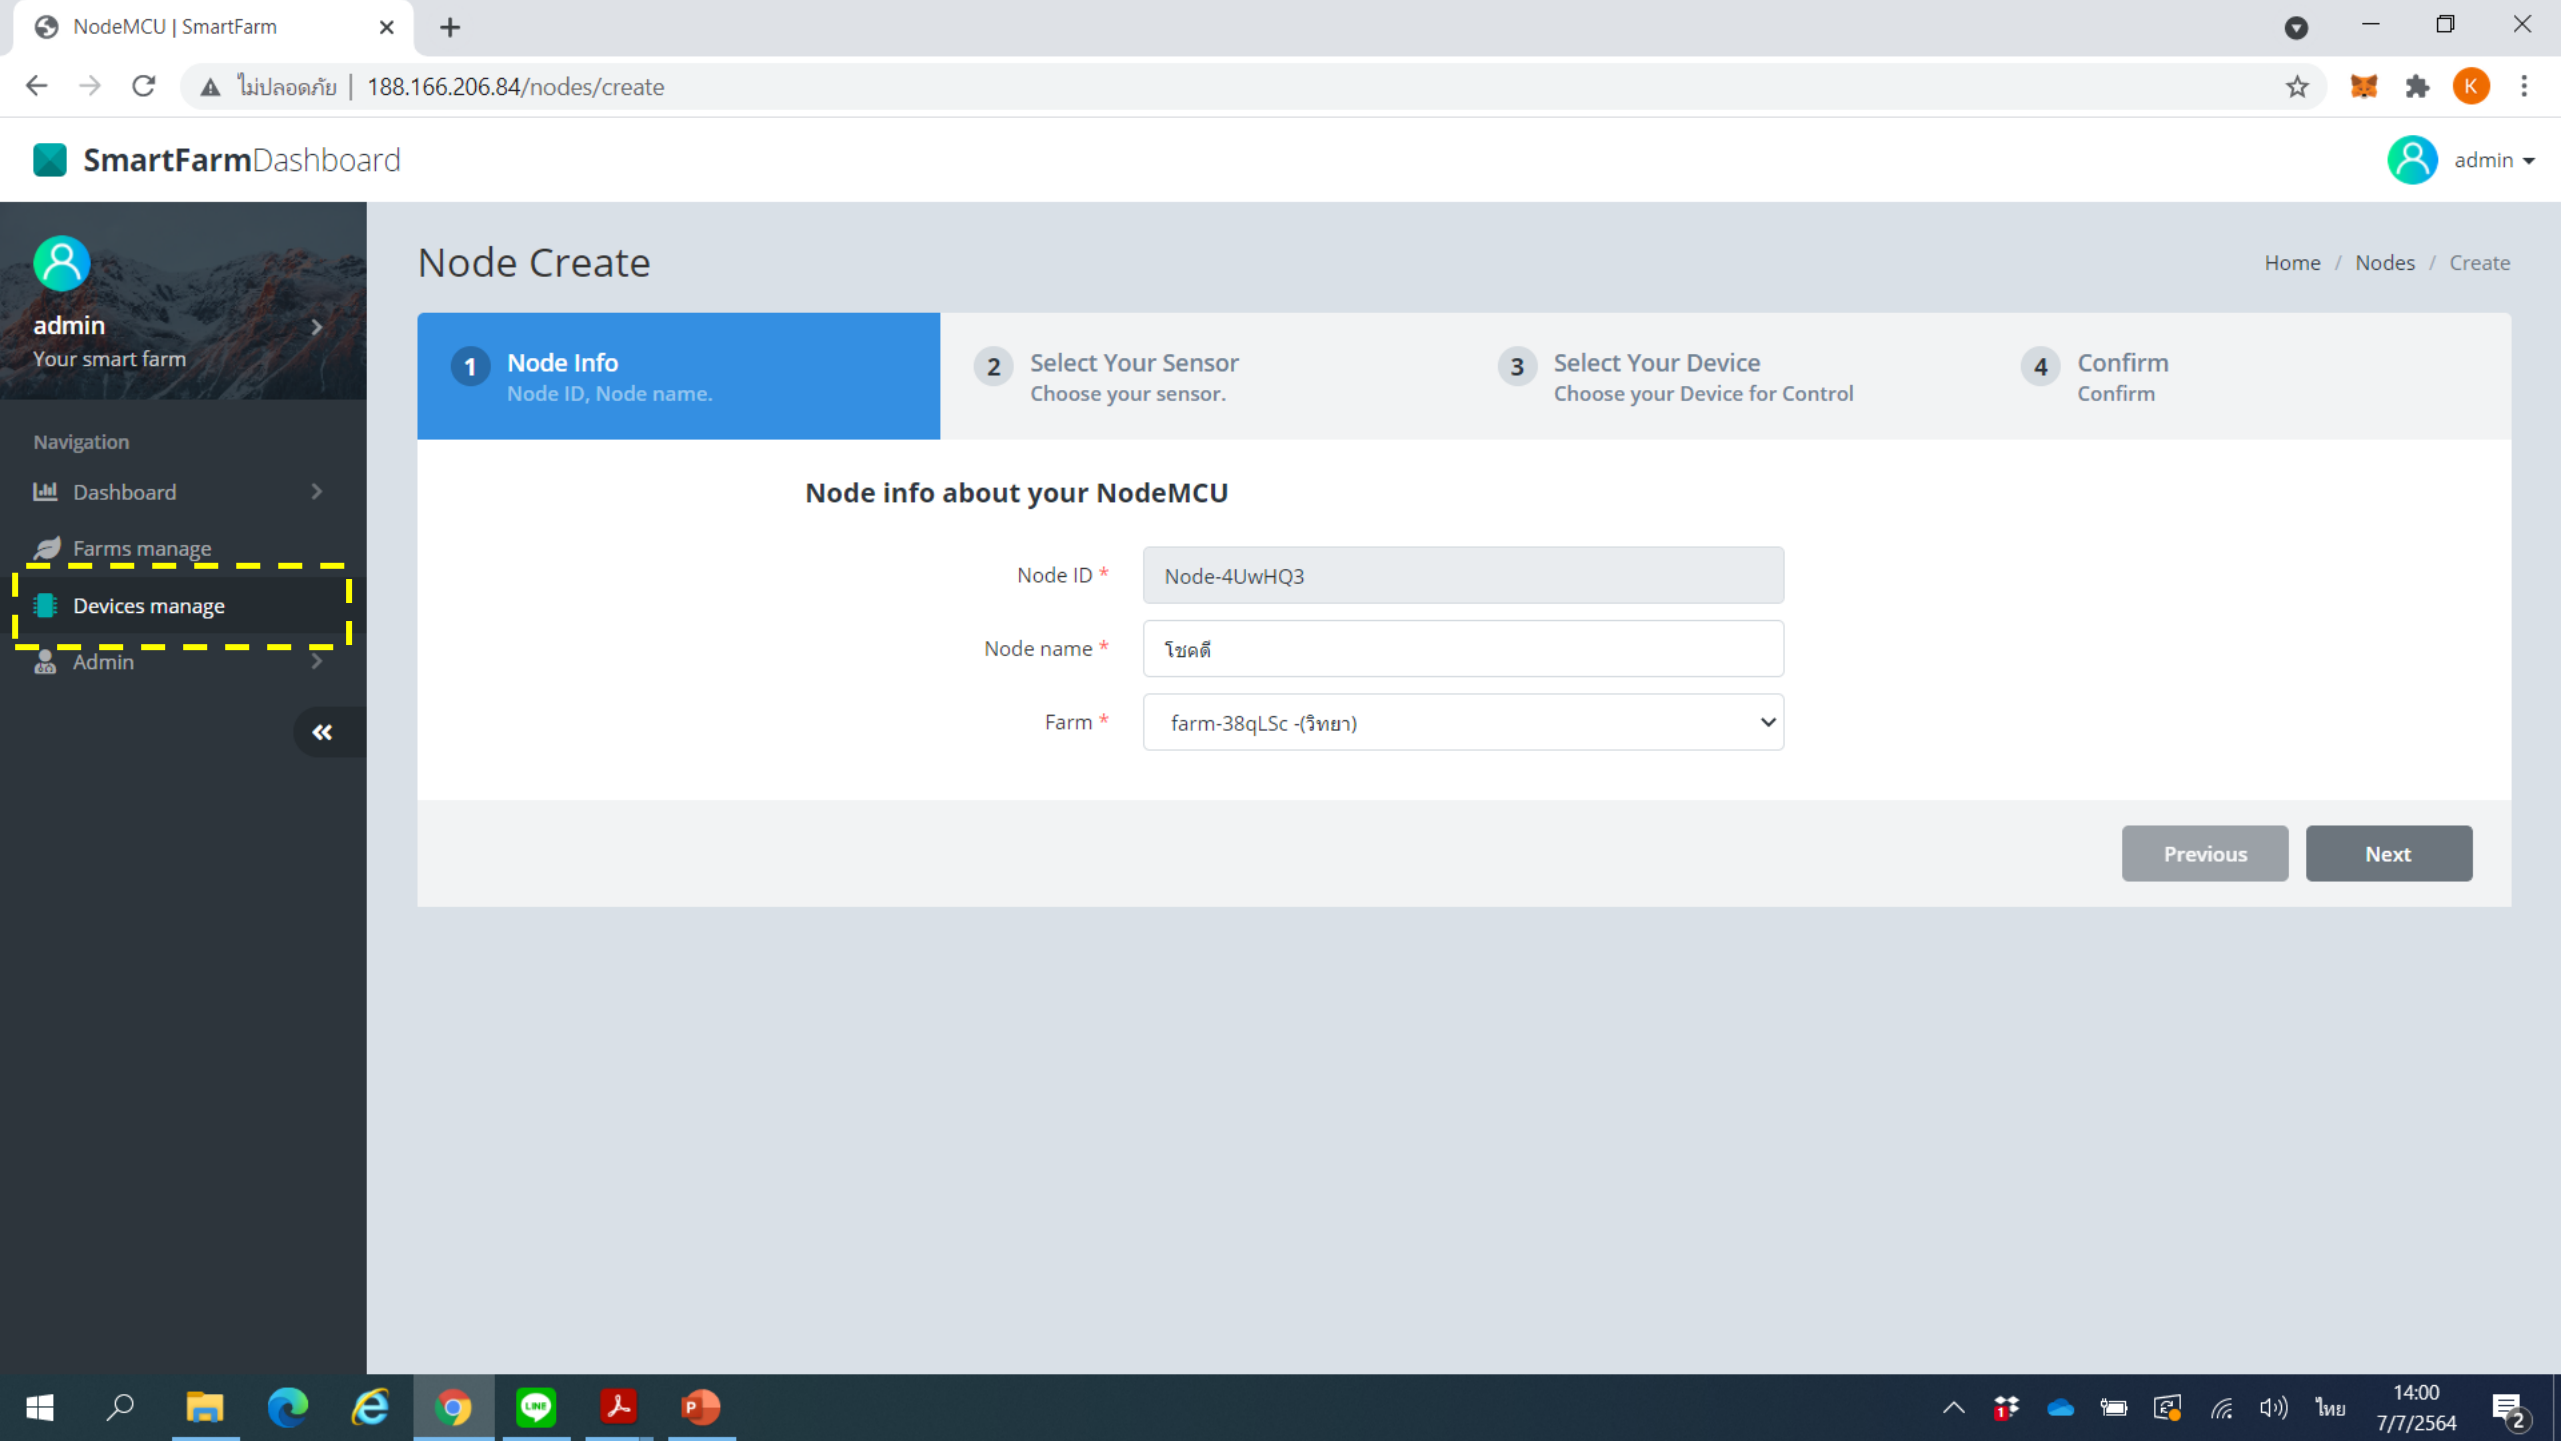 NodeMCU | SmartFarm
ไม่ปลอดภัย | 188.166.206.84/nodes/create
K
SmartFarmDashboard
admin
admin
Your smart farm
Navigation
Dashboard
Farms manage
Devices manage
Admin
Node Create
Home / Nodes / Create
1 Node Info
Node ID, Node name.
2 Select Your Sensor
Choose your sensor.
3 Select Your Device
Choose your Device for Control
4 Confirm
Confirm
Node info about your NodeMCU
Node ID * Node-4UwHQ3
Node name * โชคดี
Farm * farm-38qLSc -(วิทยา)
Previous
Next
LINE
P
1
ไทย
14:00
7/7/2564
2